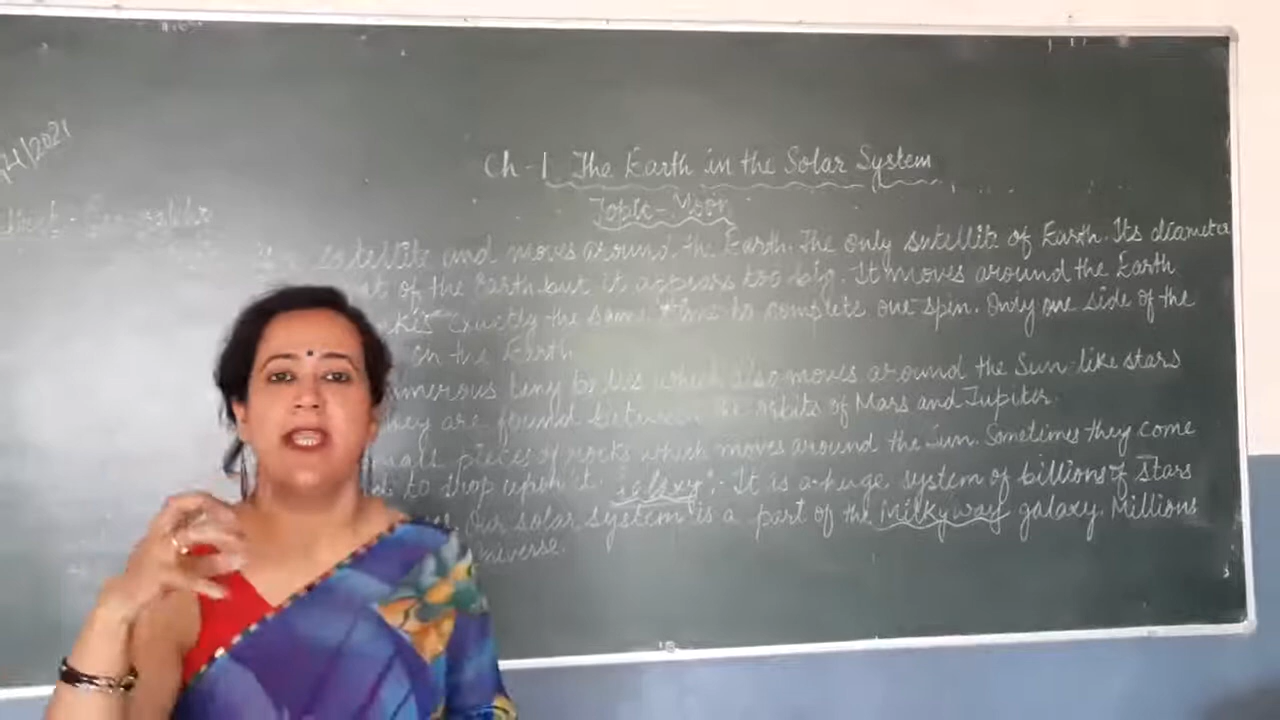 4/2021
Ch-1 The Earth in the Solar System
Topic-Moon
satellite and moves around the Earth. The only satellite of Earth. Its diameter
of the Earth but it appears too big. It moves around the Earth
exactly the same time to complete one spin. Only one side of the
on the Earth
numerous tiny bodies which also moves around the Sun-like stars
they are found between the orbits of Mars and Jupiter.
pieces of rocks which moves around the Sun. Sometimes they come
to drop upon it. Galaxy:- It is a huge system of billions of stars
Our solar system is a part of the Milkyway galaxy. Millions
universe.